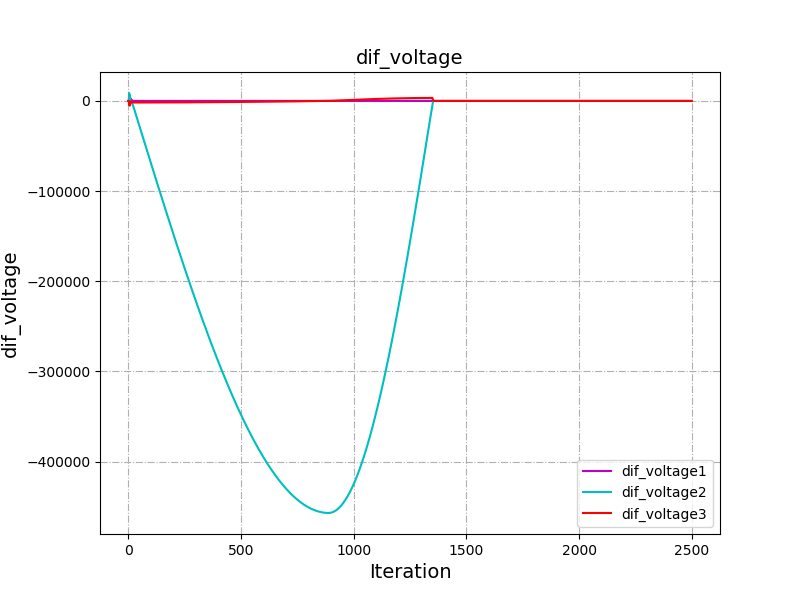 dif_voltage
dif_voltage
0
−100000
−200000
−300000
−400000
0
500
1000
1500
2000
2500
Iteration
dif_voltage1
dif_voltage2
dif_voltage3